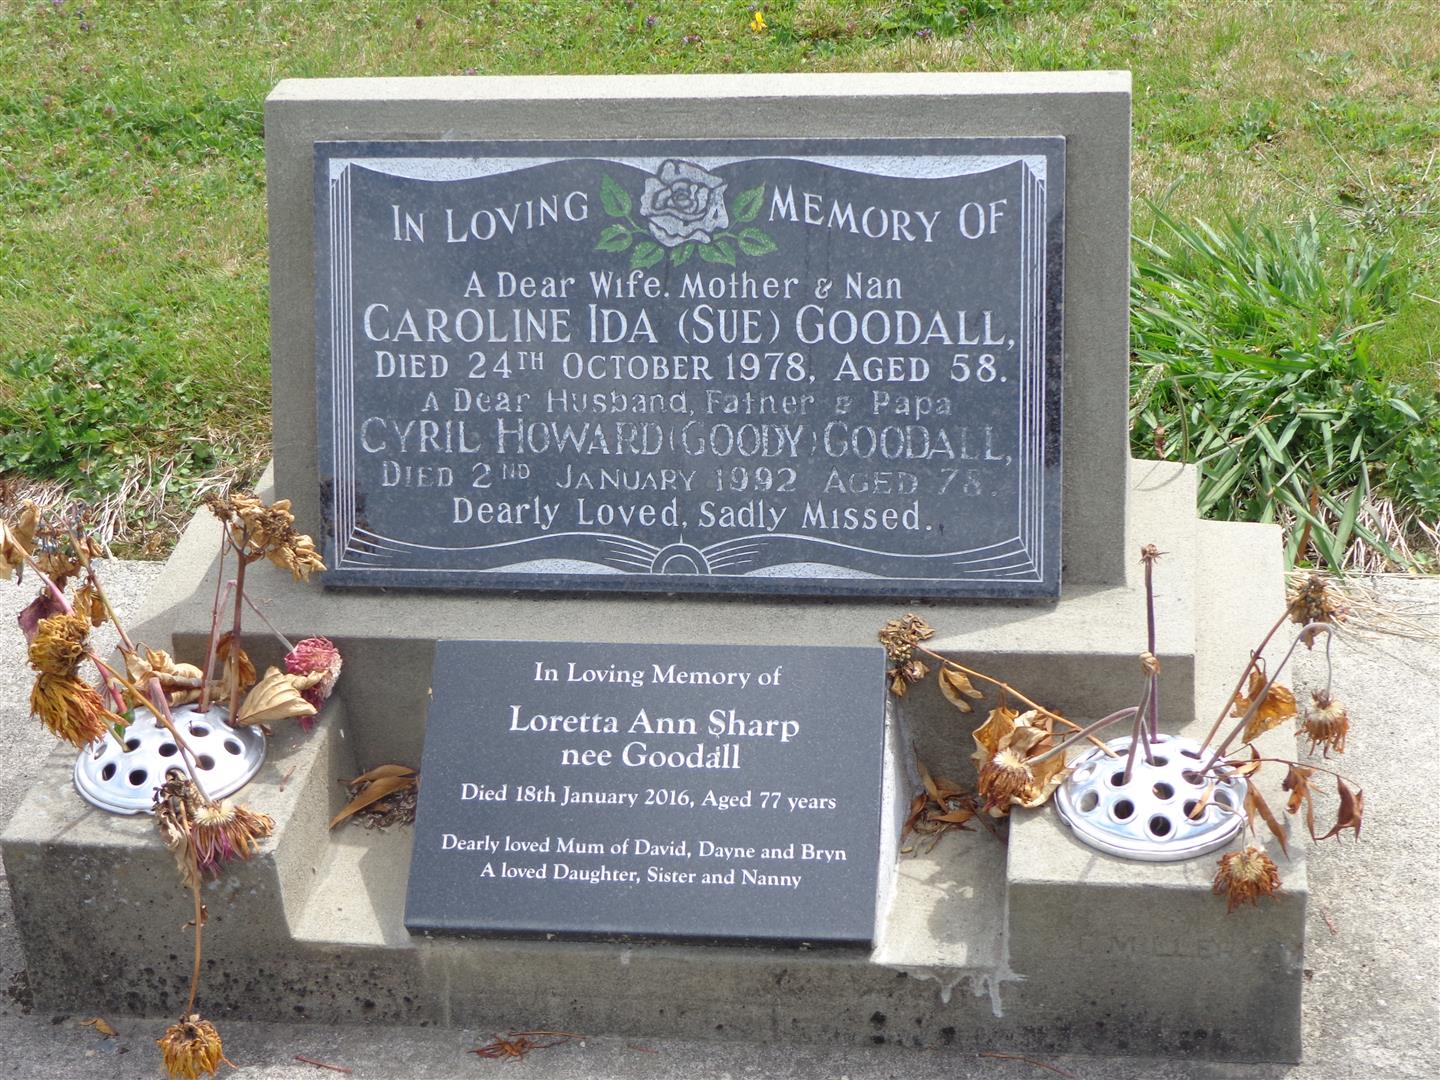 IN LOVING MEMORY OF
A Dear Wife. Mother & Nan
CAROLINE IDA (SUE) GOODALL,
DIED 24TH OCTOBER 1978, AGED 58.
A Dear Husband, Father & Papa
CYRIL HOWARD (GOODY) GOODALL,
DIED 2ND JANUARY 1992 AGED 78.
Dearly Loved, Sadly Missed.
In Loving Memory of
Loretta Ann Sharp
nee Goodall
Died 18th January 2016, Aged 77 years
Dearly loved Mum of David, Dayne and Bryn
A loved Daughter, Sister and Nanny